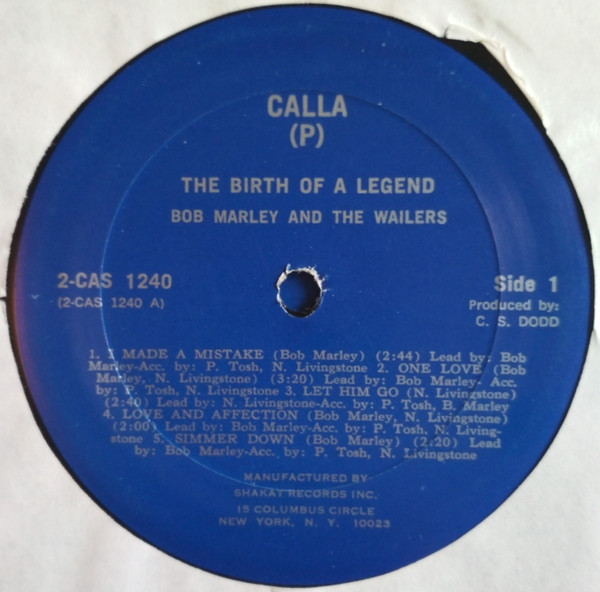 CALLA
(P)
THE BIRTH OF A LEGEND
BOB MARLEY AND THE WAILERS
2-CAS 1240
(2-CAS 1240 A)
Side 1
Produced by:
C. S. DODD
1. I MADE A MISTAKE (Bob Marley) (2:44) Lead by: Bob
Marley-Acc. by: P. Tosh, N. Livingstone 2. ONE LOVE (Bob
Marley, N. Livingstone) (3:20) Lead by: Bob Marley- Acc.
by: P. Tosh, N. Livingstone 3. LET HIM GO (N. Livingstone)
(2:40) Lead by: N. Livingstone-Acc. by: P. Tosh, B. Marley
4. LOVE AND AFFECTION (Bob Marley, N. Livingstone)
(2:00) Lead by: Bob Marley-Acc. by: P. Tosh, N. Living-
stone 5. SIMMER DOWN (Bob Marley) (2:20) Lead
by: Bob Marley-Acc. by: P. Tosh, N. Livingstone
MANUFACTURED BY
SHAKAT RECORDS INC.
15 COLUMBUS CIRCLE
NEW YORK, N. Y. 10023